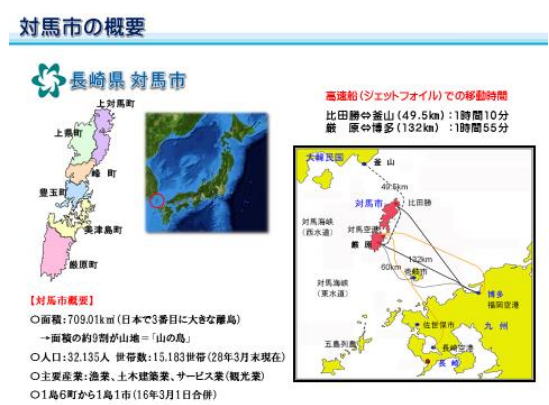 対馬市の概要
長崎県 対馬市
上対馬町
上県町
峰 町
豊玉町
美津島町
厳原町
高速船(ジェットフォイル)での移動時間
比田勝⇔釜山(49.5km):1時間10分
厳 原⇔博多(132km) :1時間55分
大韓民国
釜 山
49.5km
対馬市
比田勝
対馬海峡
(西水道)
対馬空港
厳 原
132km
60km
壱岐市
対馬海峡
(東水道)
博多
福岡空港
九 州
佐世保市
五島列島
長崎空港
長 崎
【対馬市概要】
○面積:709.01k㎡(日本で3番目に大きな離島)
→面積の約9割が山地=「山の島」
○人口:32.135人 世帯数:15.183世帯(28年3月末現在)
○主要産業:漁業、土木建築業、サービス業(観光業)
○1島6町から1島1市(16年3月1日合併)